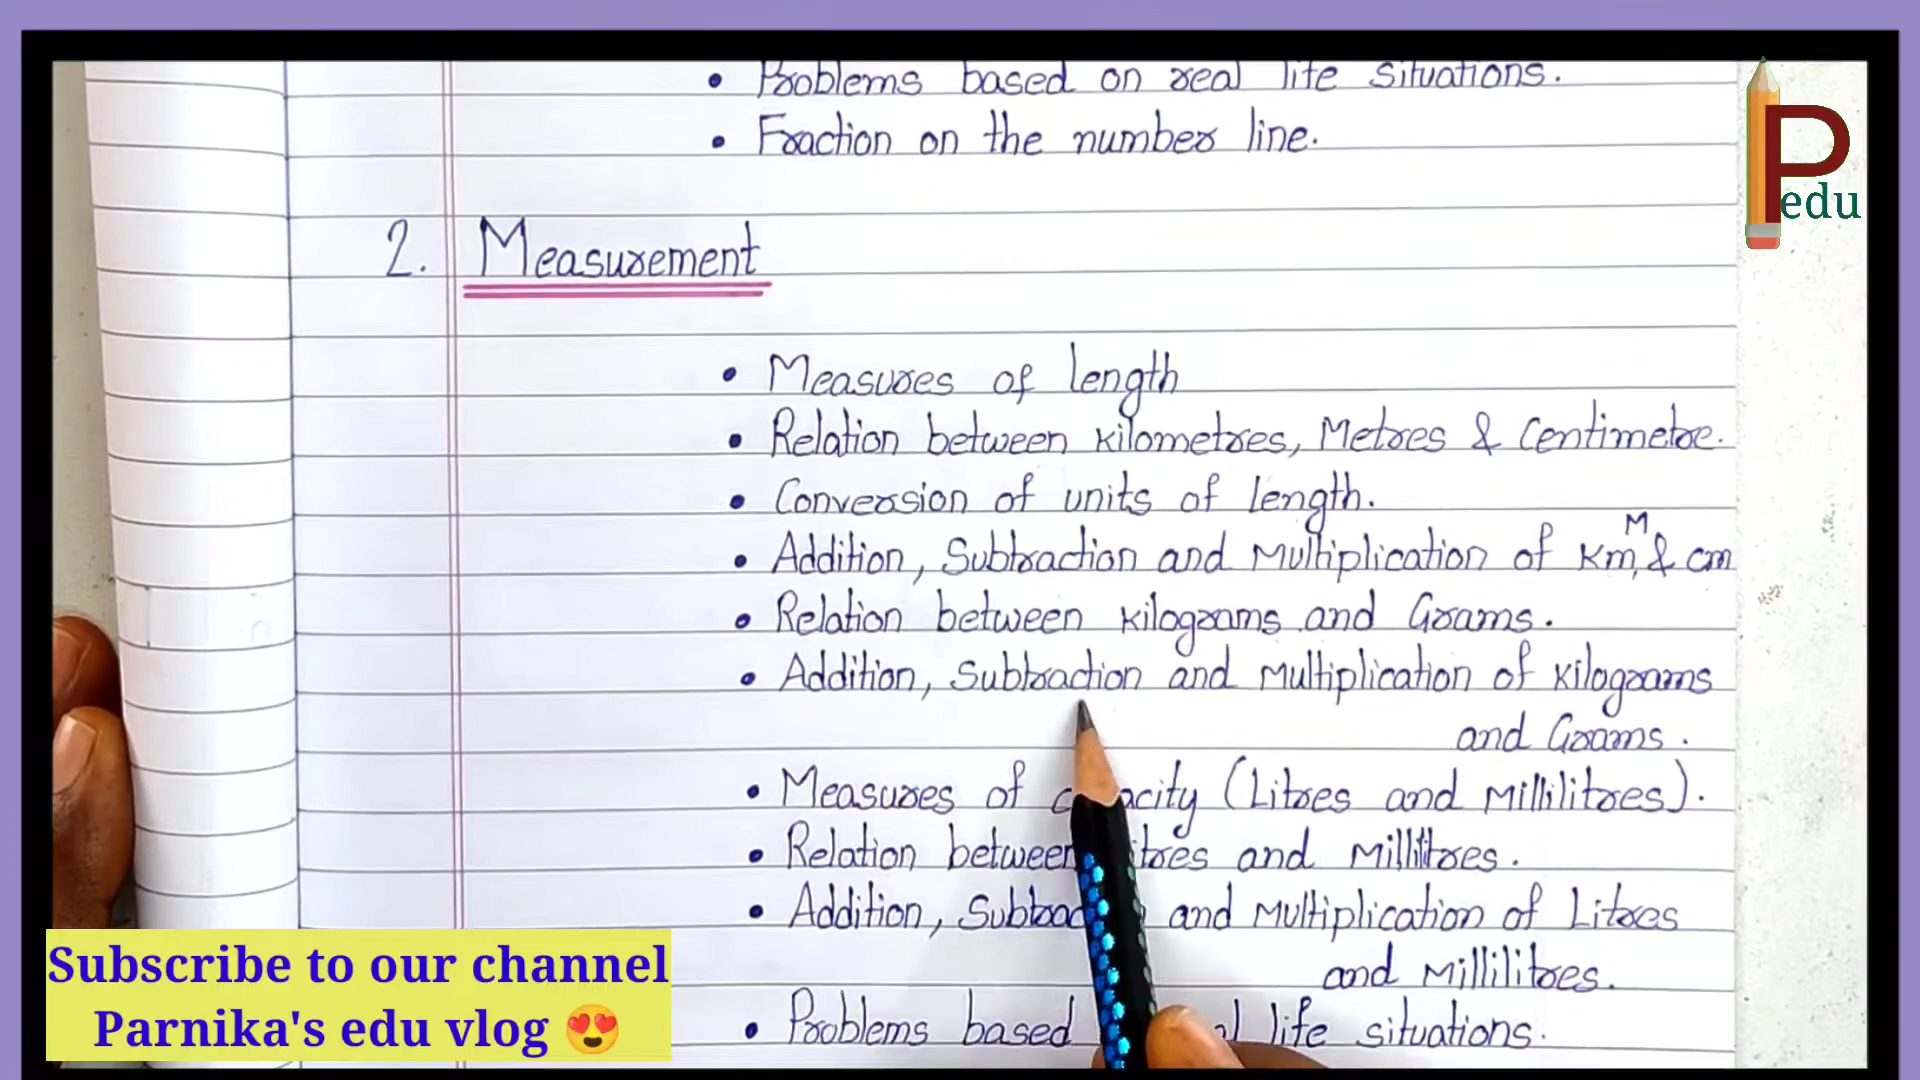 • Problems based on real life situations.
• Fraction on the number line.
P
edu
2. Measurement
• Measures of length
• Relation between kilometres, Metres & Centimetre.
• Conversion of units of length.
• Addition, Subtraction and Multiplication of Km, M & cm
• Relation between kilograms and Grams.
• Addition, Subtraction and Multiplication of kilograms
and Grams.
• Measures of (Litres and Millilitres).
• Relation between and Millilitres.
• Addition, and Multiplication of Litres
and Millilitres.
• Problems based life situations.
Subscribe to our channel
Parnika's edu vlog 😍